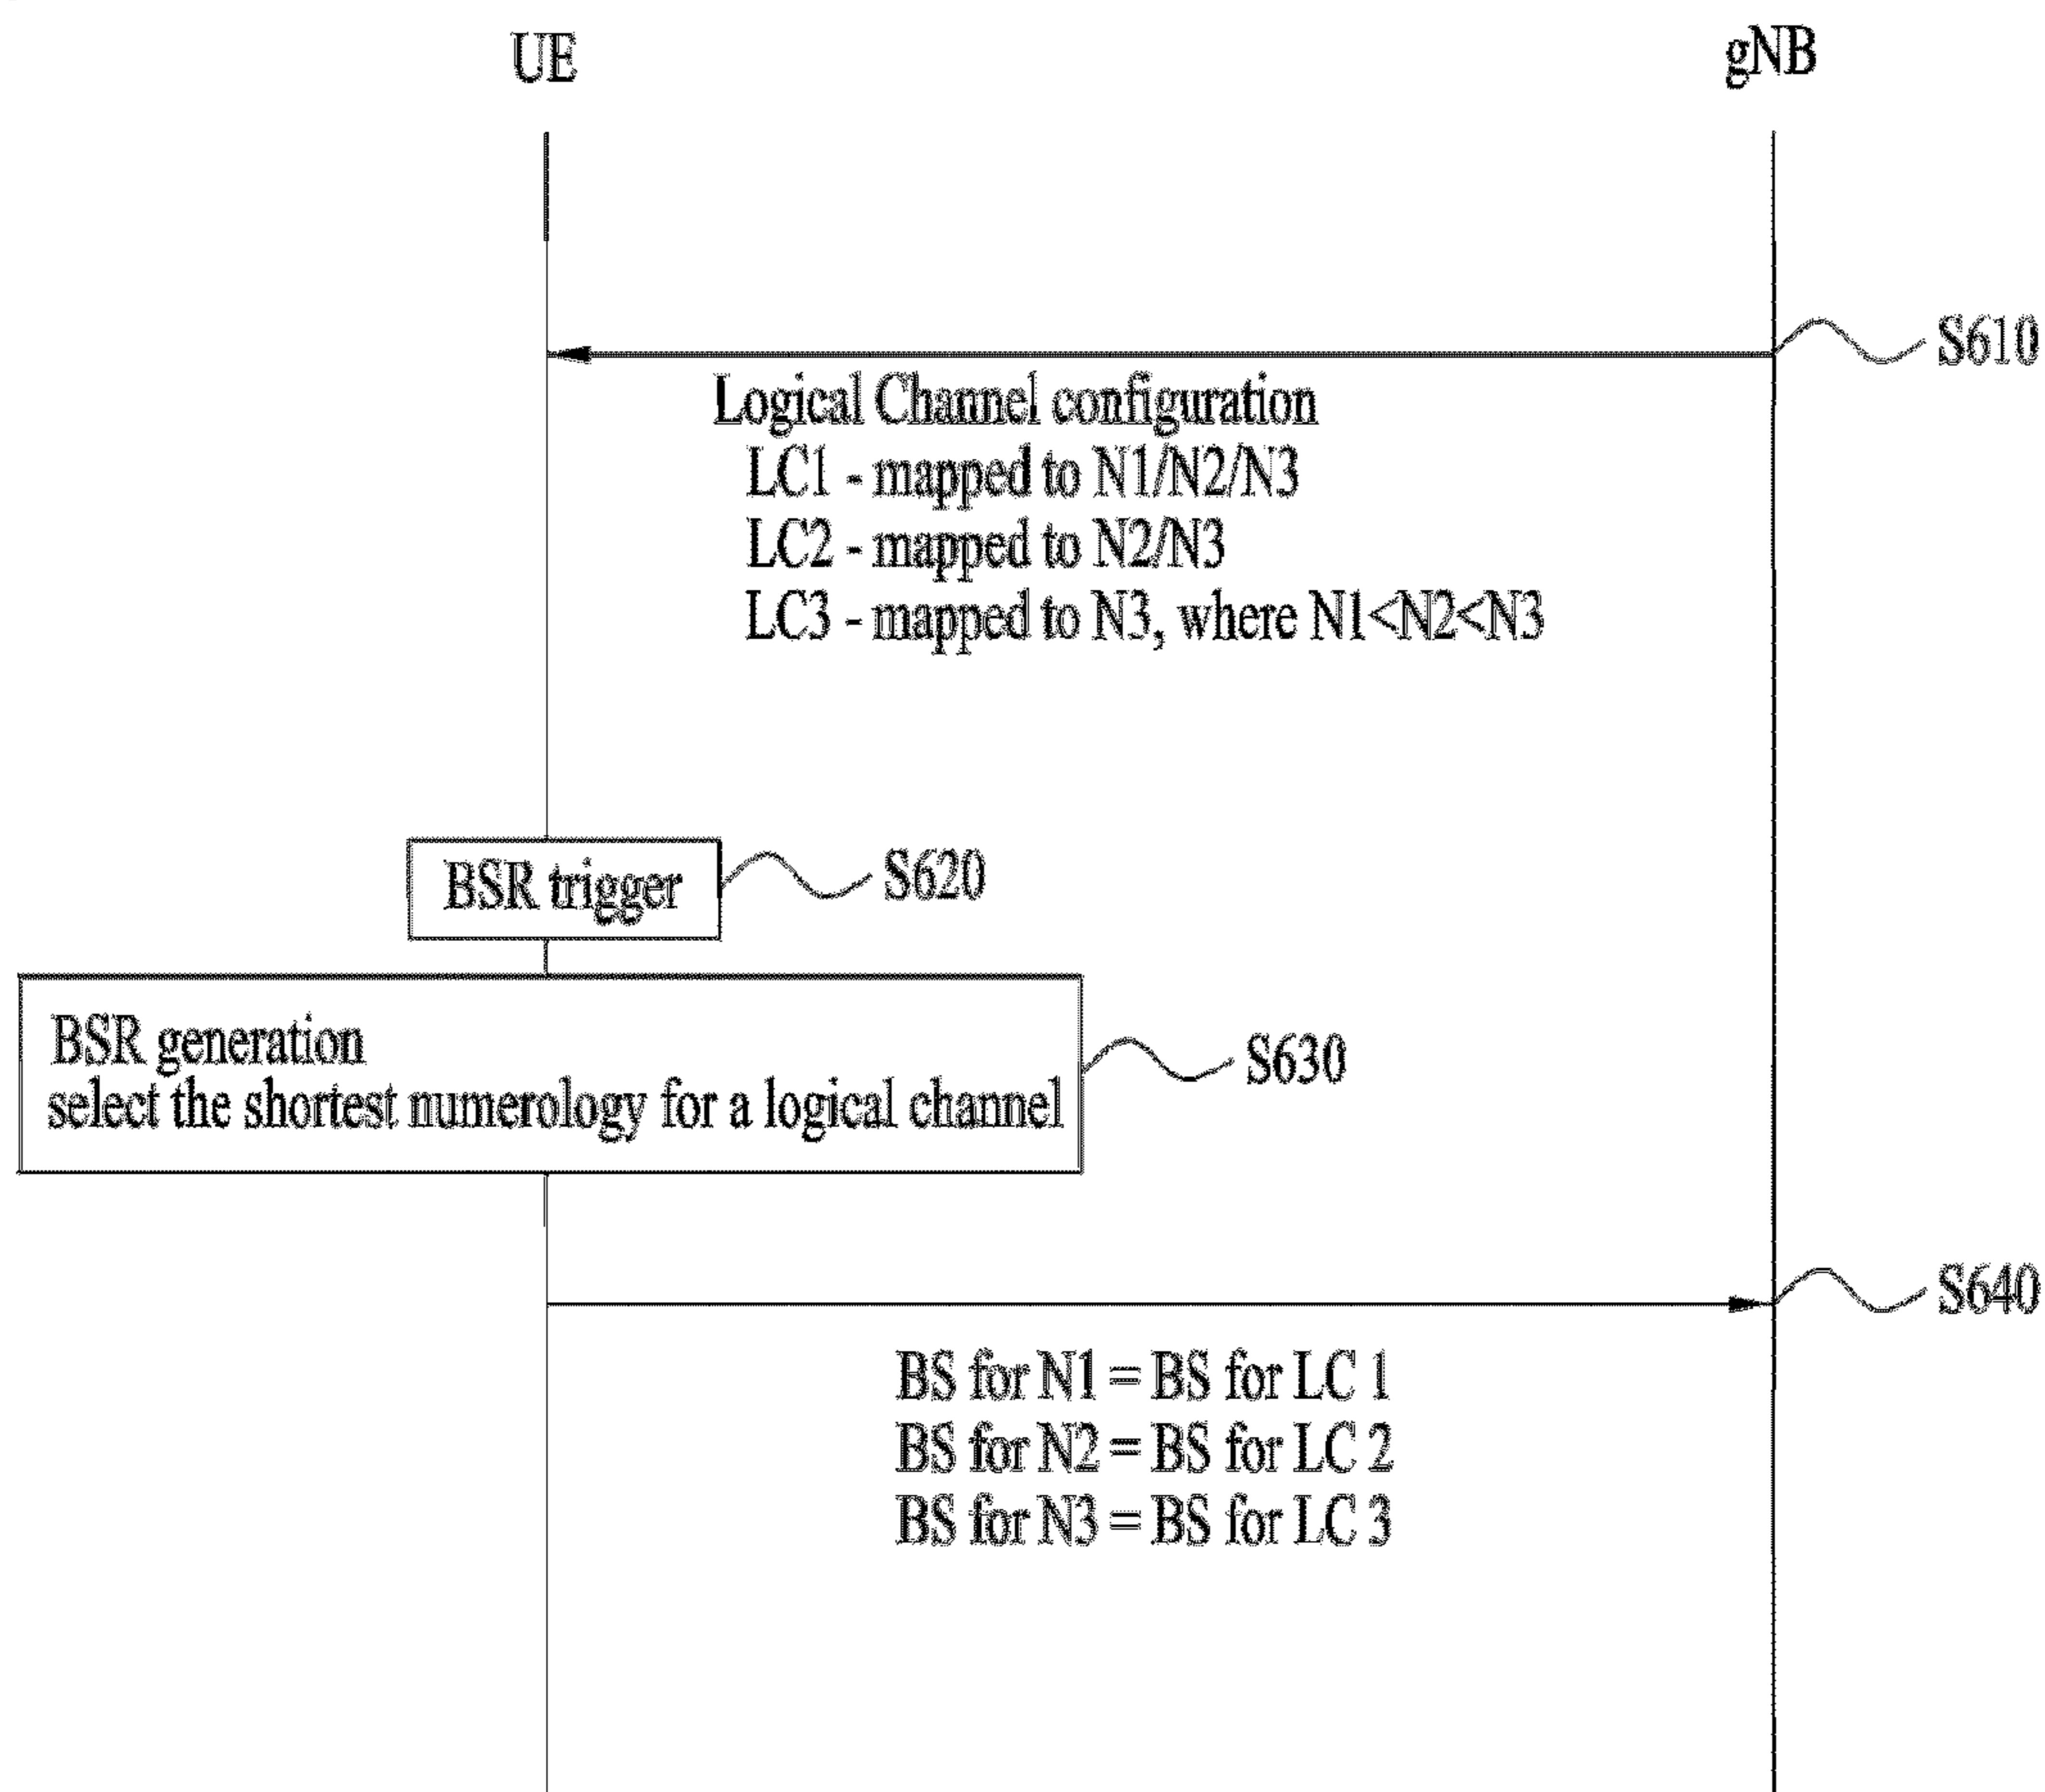 UE
gNB
S610
Logical Channel configuration
LC1 - mapped to N1/N2/N3
LC2 - mapped to N2/N3
LC3 - mapped to N3, where N1<N2<N3
BSR trigger
S620
BSR generation
select the shortest numerology for a logical channel
S630
S640
BS for N1 = BS for LC 1
BS for N2 = BS for LC 2
BS for N3 = BS for LC 3